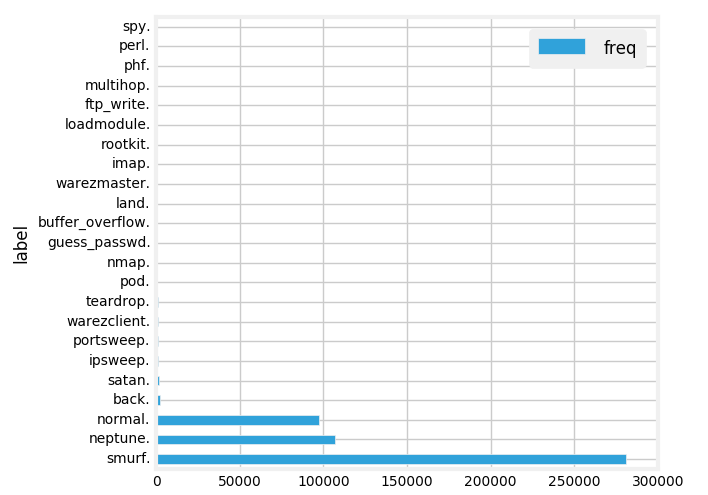 spy.
perl.
phf.
multihop.
ftp_write.
loadmodule.
rootkit.
imap.
warezmaster.
land.
buffer_overflow.
guess_passwd.
nmap.
pod.
teardrop.
warezclient.
portsweep.
ipsweep.
satan.
back.
normal.
neptune.
smurf.
label
freq
0 50000 100000 150000 200000 250000 300000